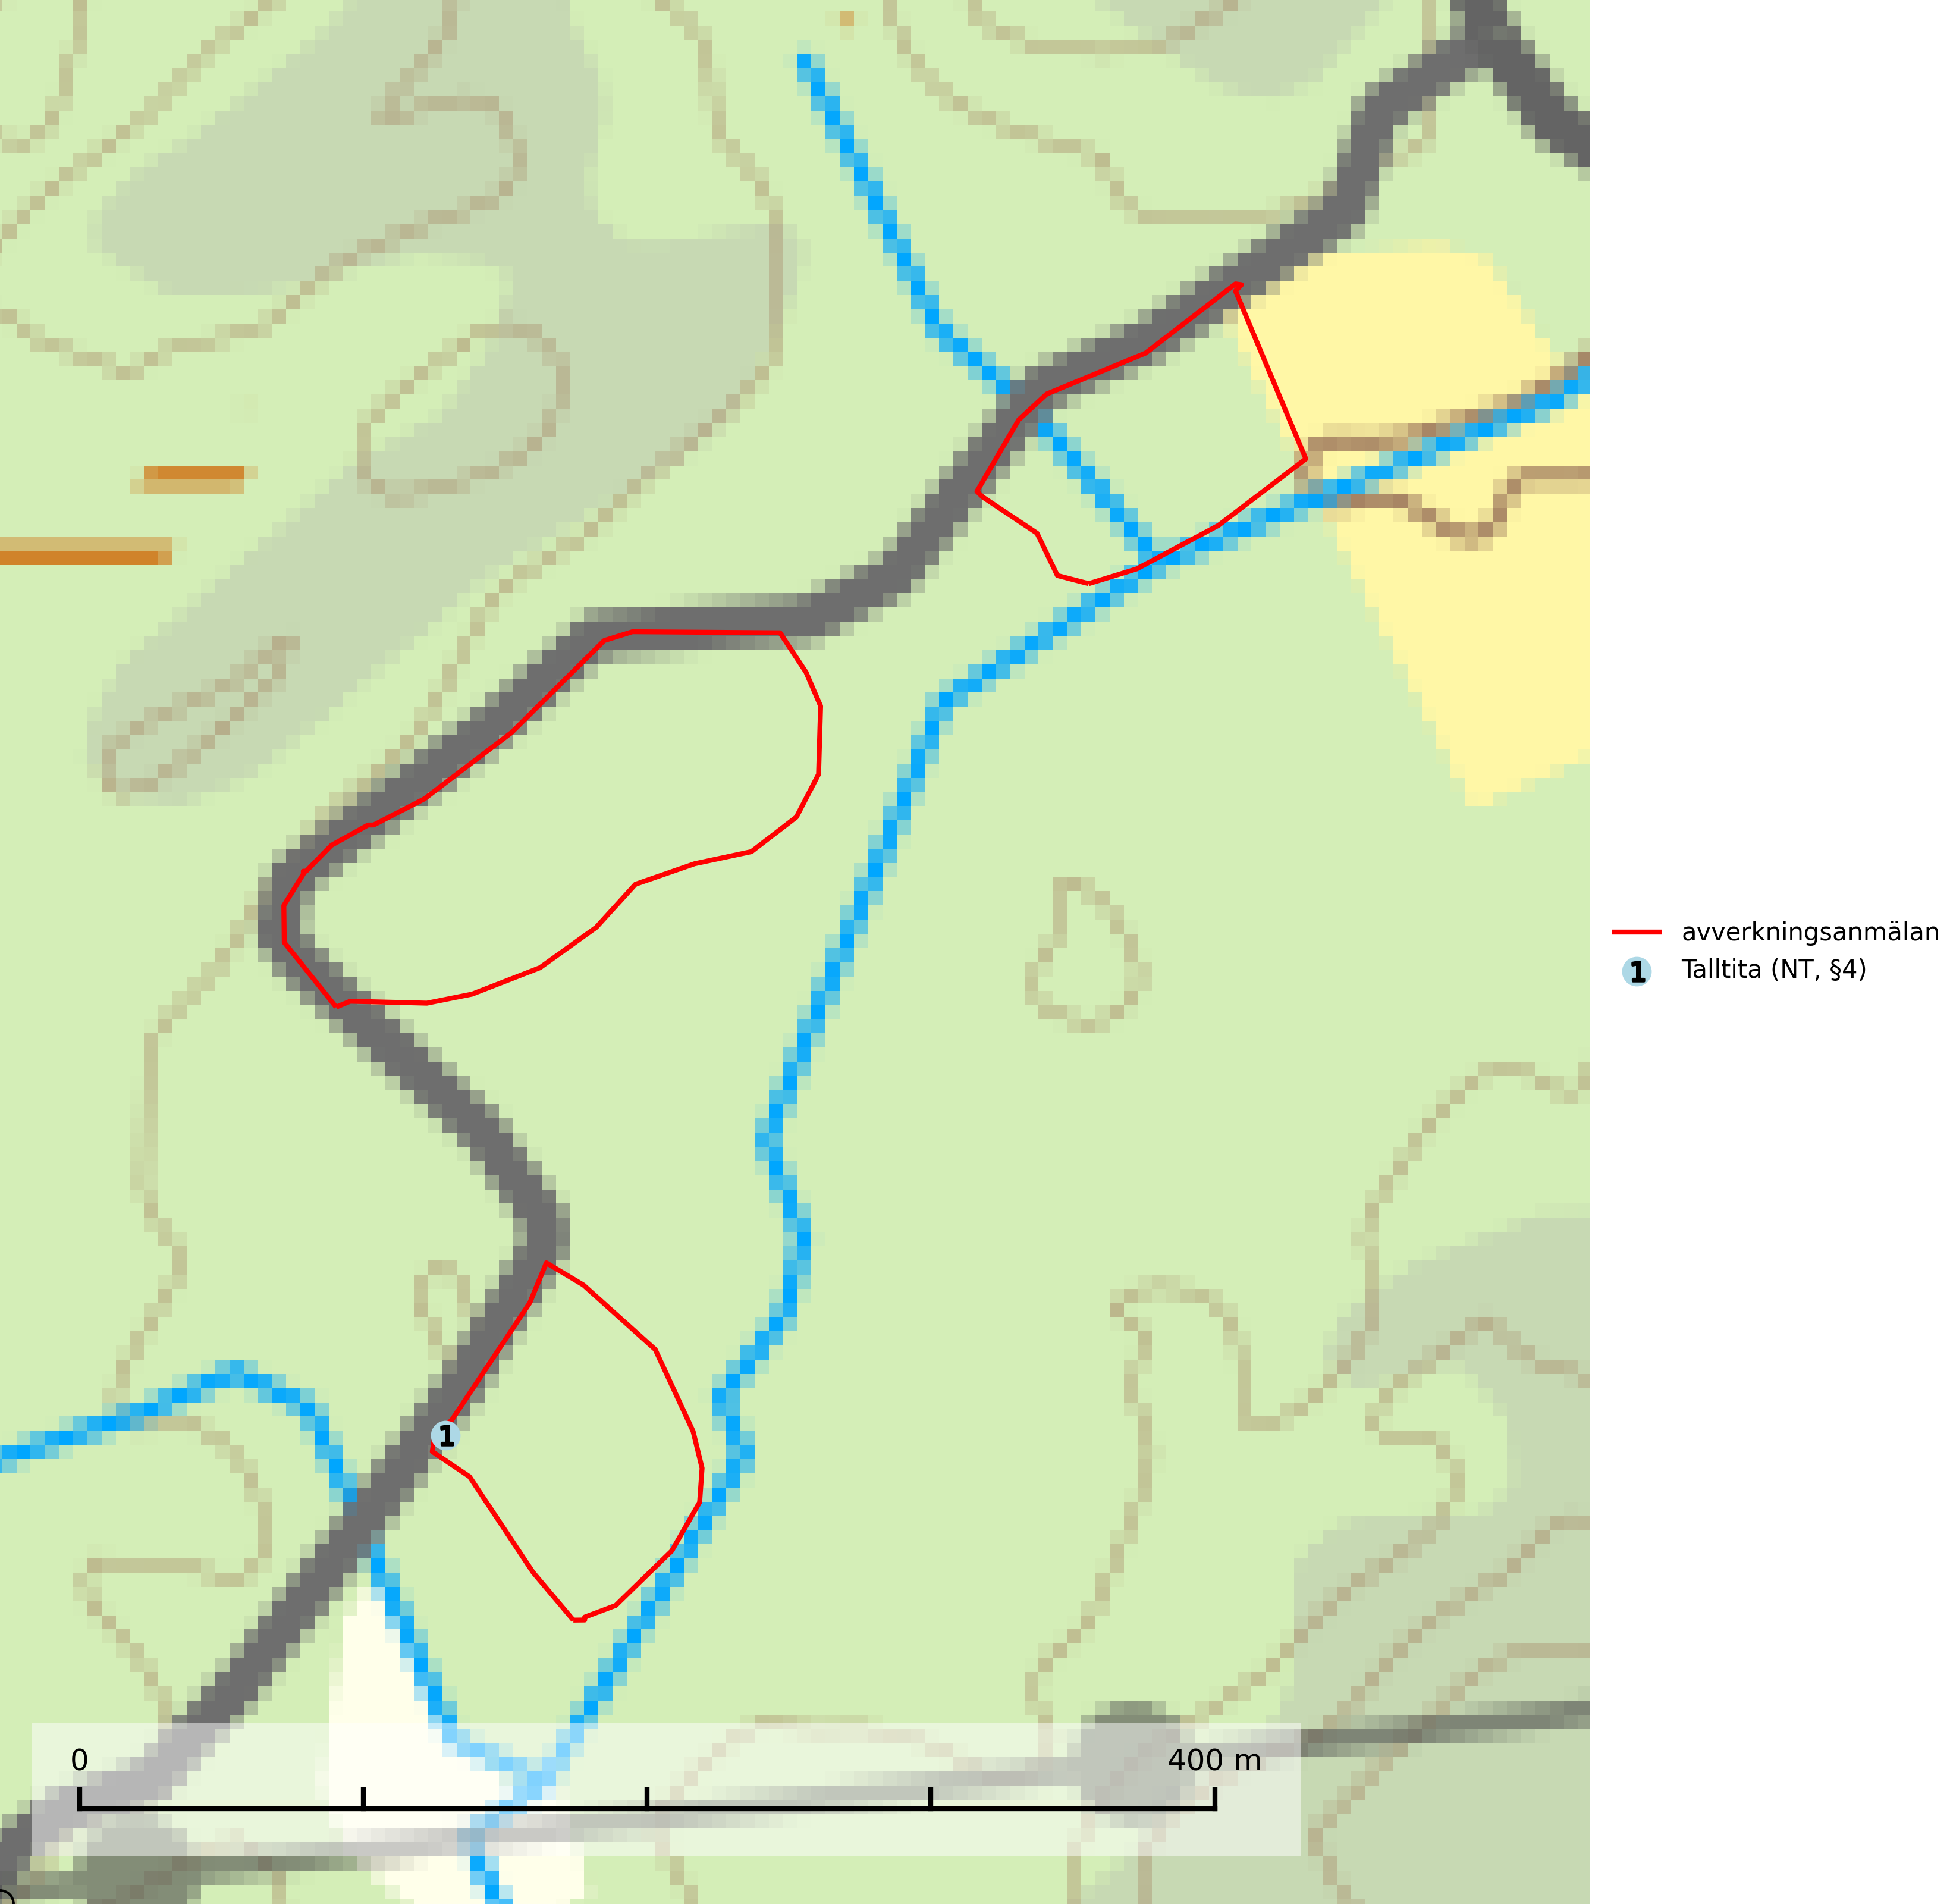 avverkningsanmälan
1 Talltita (NT, §4)
1
0 400 m